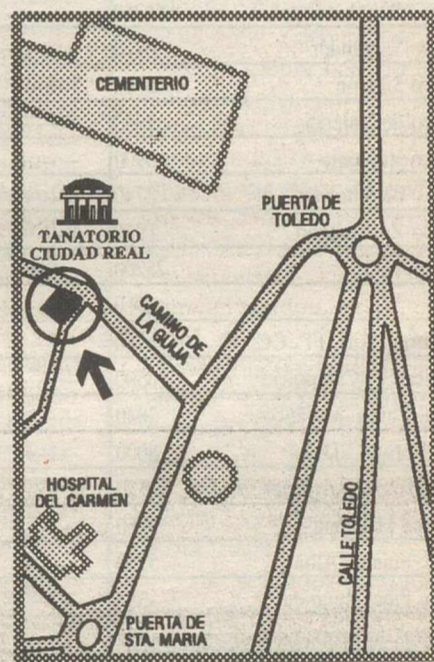 CEMENTERIO
PUERTA DE
TOLEDO
TANATORIO
CIUDAD REAL
CAMINO DE
LA GUIJA
HOSPITAL
DEL CARMEN
CALLE TOLEDO
PUERTA DE
STA. MARIA